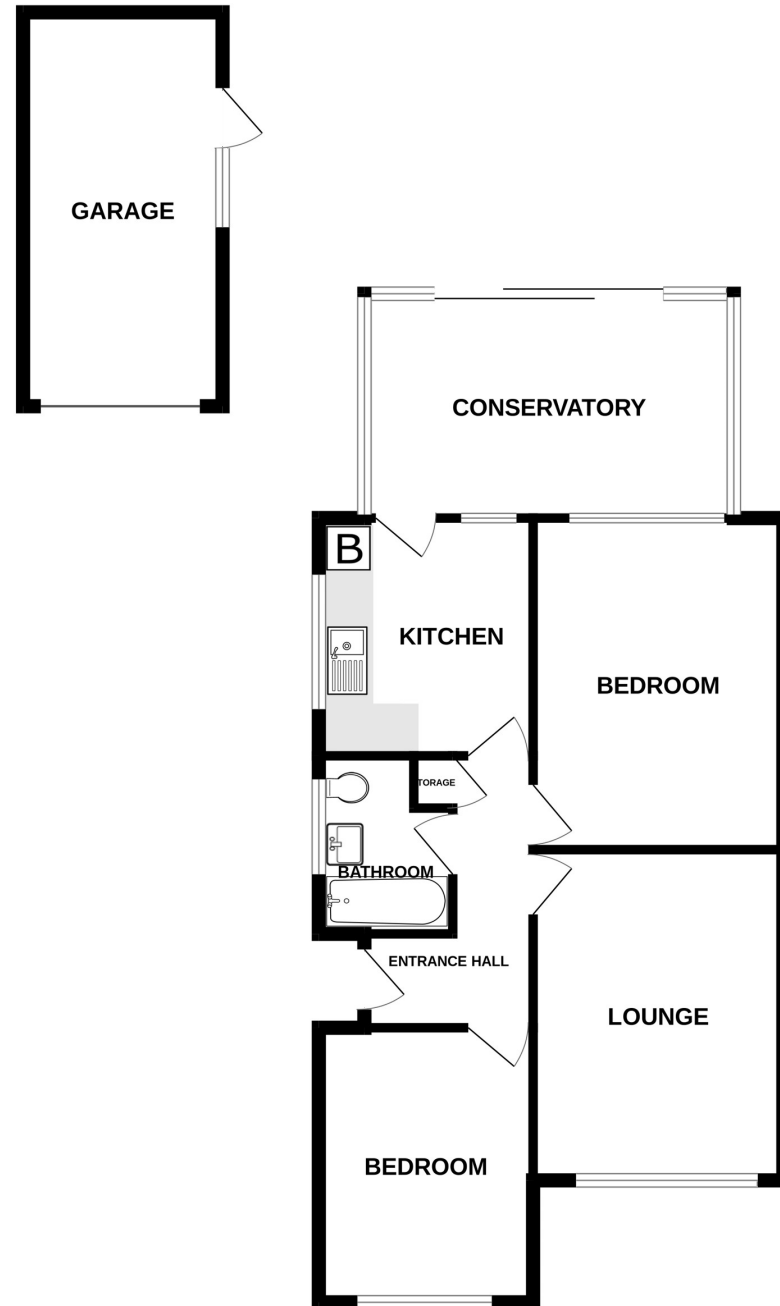 GARAGE
CONSERVATORY
B
KITCHEN
BEDROOM
TORAGE
BATHROOM
ENTRANCE HALL
LOUNGE
BEDROOM